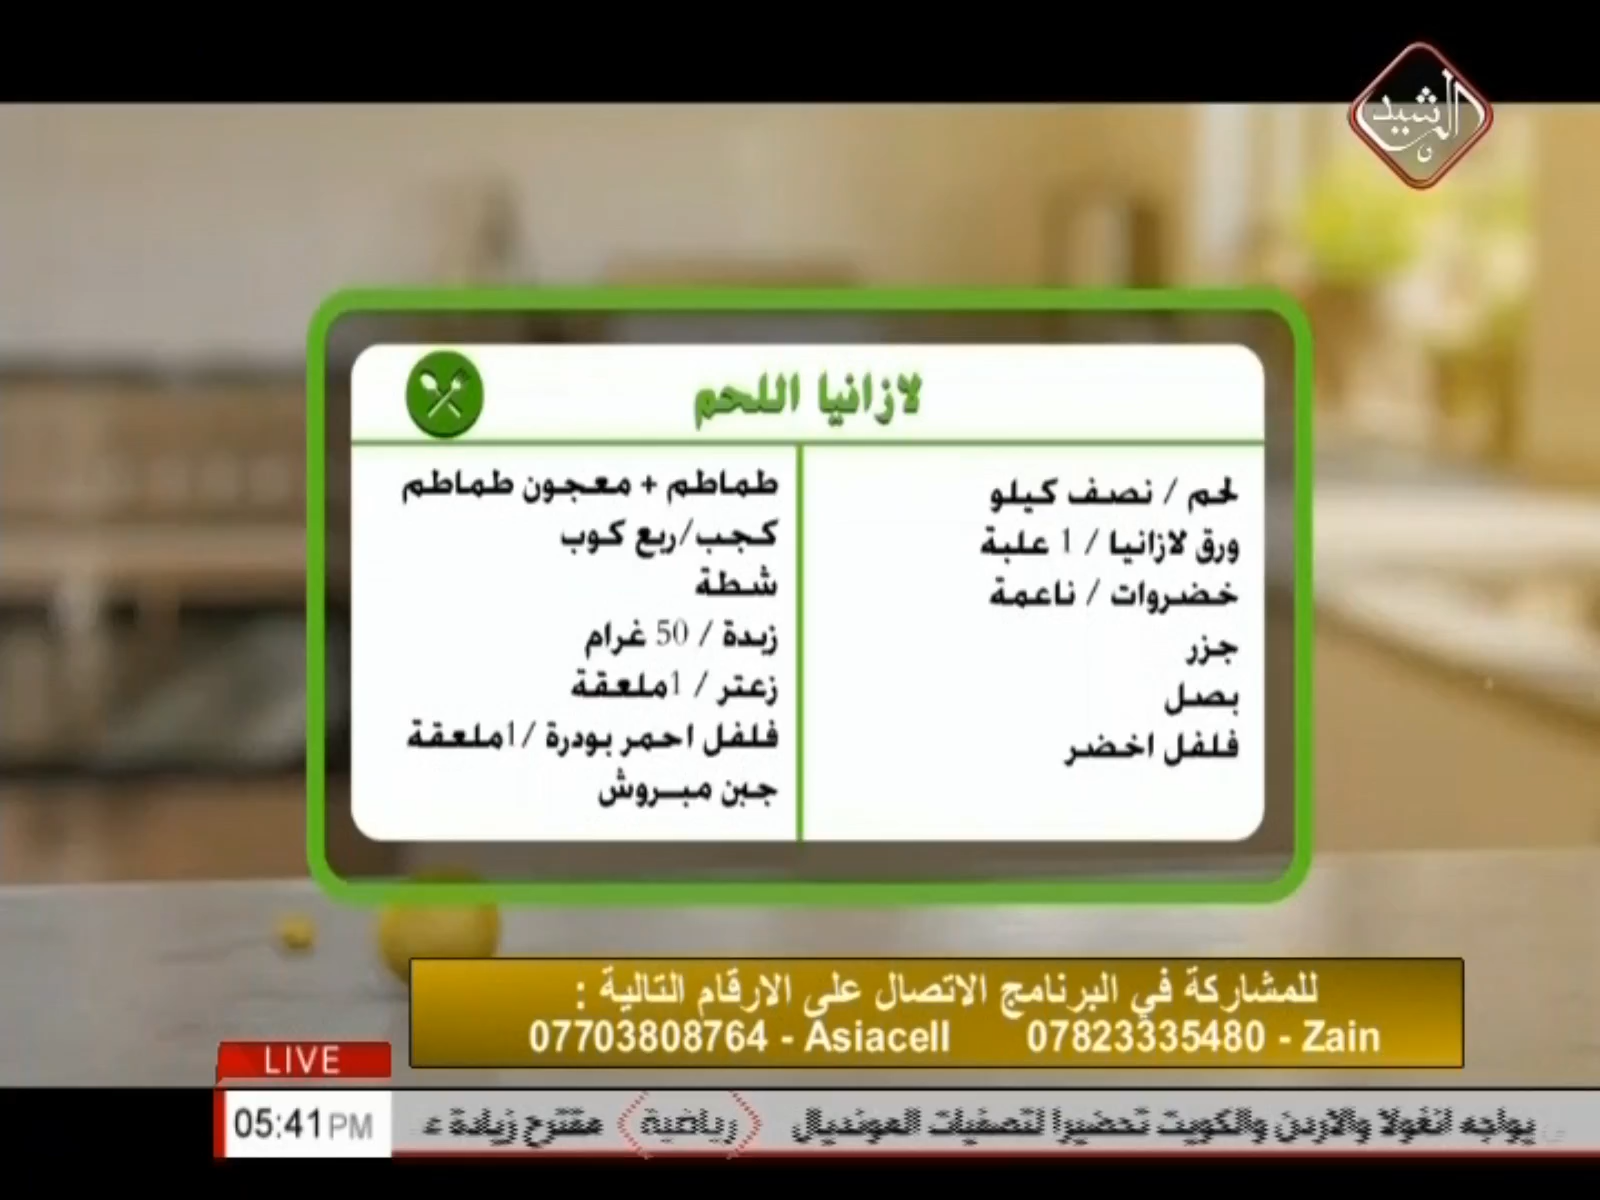 الرشيد
لازانيا اللحم
لحم / نصف كيلو
ورق لازانيا / 1 علبة
خضروات / ناعمة
جزر
بصل
فلفل اخضر
طماطم + معجون طماطم
كجب/ربع كوب
شطة
زبدة / 50 غرام
زعتر / 1ملعقة
فلفل احمر بودرة /1ملعقة
جبن مبروش
للمشاركة في البرنامج الاتصال على الارقام التالية :
07703808764 - Asiacell 07823335480 - Zain
LIVE
05:41 PM
يواجه انغولا والاردن والكويت تحضيرا لتصفيات المونديال رياضية مقترح زيادة